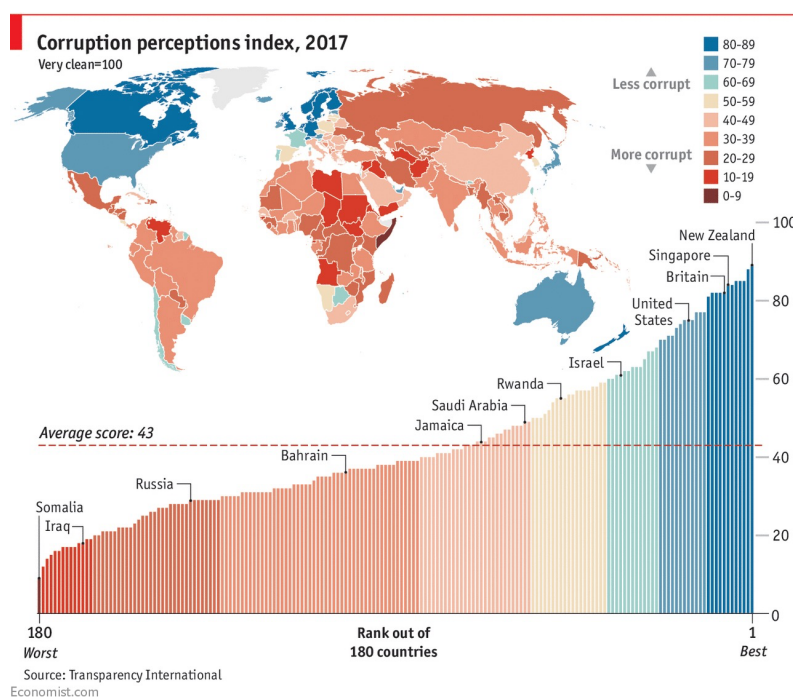 Corruption perceptions index, 2017
Very clean=100
80-89
70-79
60-69
50-59
40-49
30-39
20-29
10-19
0-9
Less corrupt
More corrupt
100
80
60
40
20
0
New Zealand
Singapore
Britain
United
States
Israel
Rwanda
Saudi Arabia
Jamaica
Average score: 43
Bahrain
Russia
Somalia
Iraq
180
Worst
Rank out of
180 countries
1
Best
Source: Transparency International
Economist.com